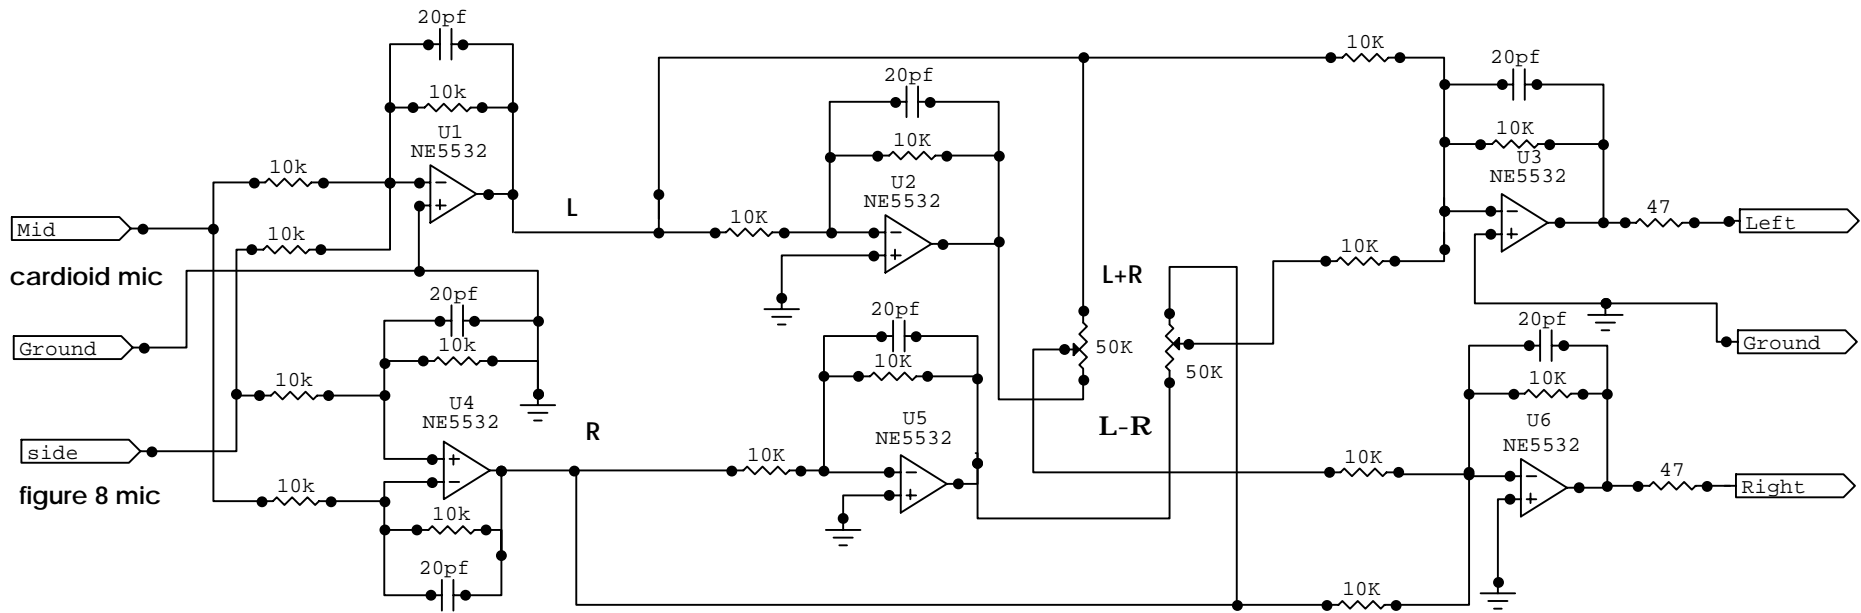 20pf
10k
U1
NE5532
10k
10k
Mid
cardioid mic
L
20pf
10K
U2
NE5532
10K
10K
20pf
10K
U3
NE5532
47
Left
10K
L+R
Ground
20pf
10k
10k
U4
NE5532
R
10k
side
figure 8 mic
10k
20pf
20pf
10K
U5
NE5532
10K
50K
50K
L-R
Ground
20pf
10K
U6
NE5532
10K
47
Right
10K